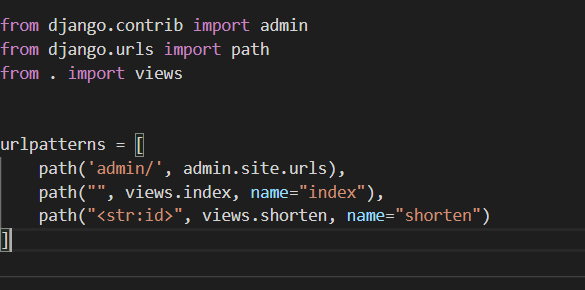 from django.contrib import admin
from django.urls import path
from . import views
urlpatterns = [
    path('admin/', admin.site.urls),
    path("", views.index, name="index"),
    path("<str:id>", views.shorten, name="shorten")
]